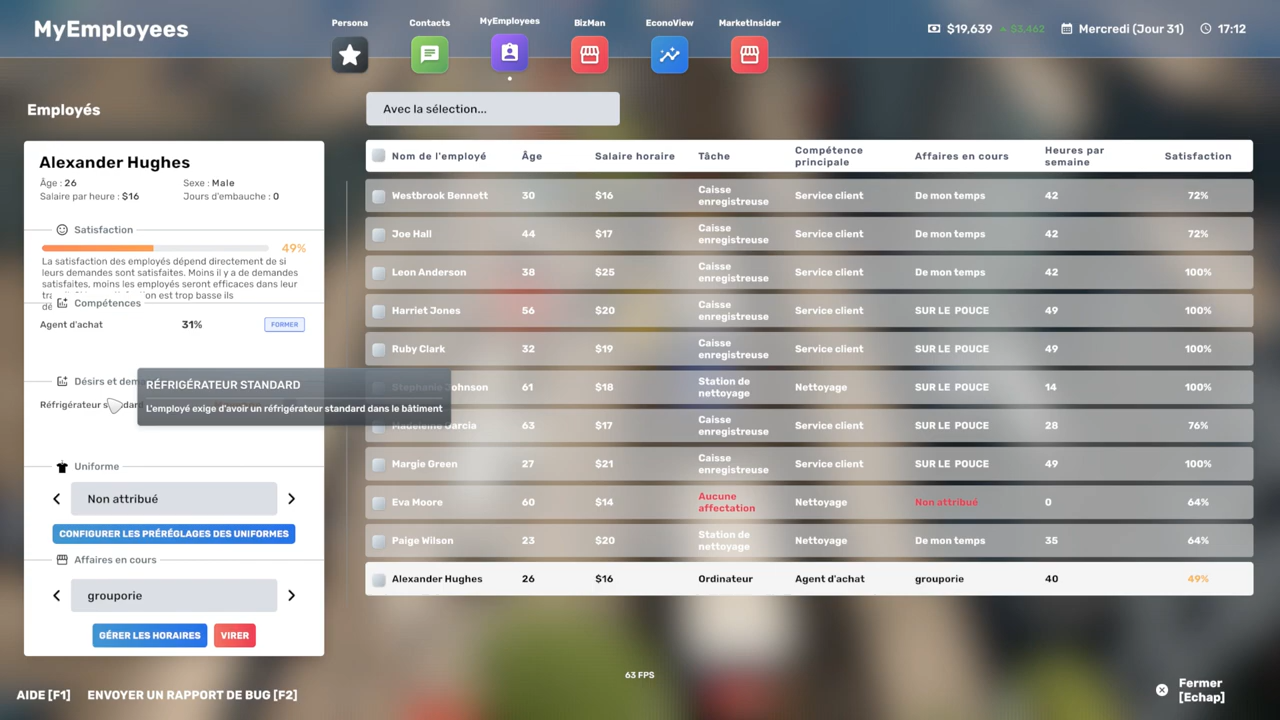 MyEmployees
Persona
Contacts
MyEmployees
BizMan
EconoView
MarketInsider
$19,639 $3,462
Mercredi (Jour 31)
17:12
Employés
Avec la sélection...
Alexander Hughes
Âge : 26
Sexe : Male
Salaire par heure : $16
Jours d'embauche : 0
Satisfaction
49%
La satisfaction des employés dépend directement de si
leurs demandes sont satisfaites. Moins il y a de demandes
satisfaites, moins les employés seront efficaces dans leur
est trop basse ils
Compétences
Agent d'achat 31% FORMER
Désirs et
RÉFRIGÉRATEUR STANDARD
L'employé exige d'avoir un réfrigérateur standard dans le bâtiment
Uniforme
Non attribué
CONFIGURER LES PRÉRÉGLAGES DES UNIFORMES
Affaires en cours
grouporie
GÉRER LES HORAIRES
VIRER
Nom de l'employé Âge Salaire horaire Tâche Compétence principale Affaires en cours Heures par semaine Satisfaction
Westbrook Bennett 30 $16 Caisse enregistreuse Service client De mon temps 42 72%
Joe Hall 44 $17 Caisse enregistreuse Service client De mon temps 42 72%
Leon Anderson 38 $25 Caisse enregistreuse Service client De mon temps 42 100%
Harriet Jones 56 $20 Caisse enregistreuse Service client SUR LE POUCE 49 100%
Ruby Clark 32 $19 Caisse enregistreuse Service client SUR LE POUCE 49 100%
Stephanie Johnson 61 $18 Station de nettoyage Nettoyage SUR LE POUCE 14 100%
Madeleine Garcia 63 $17 Caisse enregistreuse Service client SUR LE POUCE 28 76%
Margie Green 27 $21 Caisse enregistreuse Service client SUR LE POUCE 49 100%
Eva Moore 60 $14 Aucune affectation Nettoyage Non attribué 0 64%
Paige Wilson 23 $20 Station de nettoyage Nettoyage De mon temps 35 64%
Alexander Hughes 26 $16 Ordinateur Agent d'achat grouporie 40 49%
63 FPS
AIDE [F1]
ENVOYER UN RAPPORT DE BUG [F2]
Fermer
[Echap]